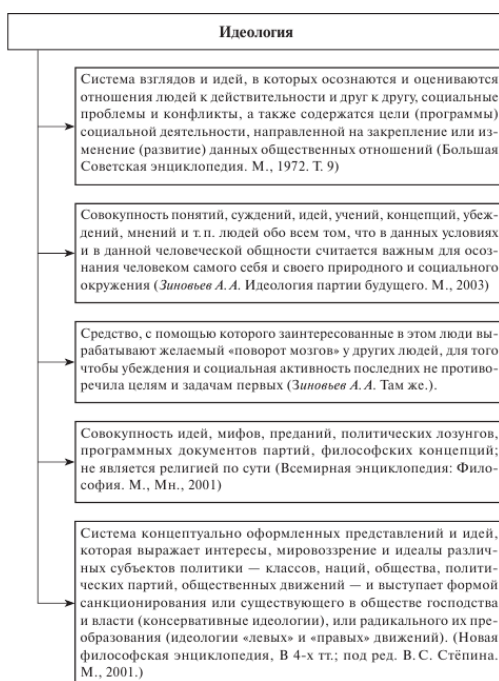 Идеология
Система взглядов и идей, в которых осознаются и оцениваются
отношения людей к действительности и друг к другу, социальные
проблемы и конфликты, а также содержатся цели (программы)
социальной деятельности, направленной на закрепление или из-
менение (развитие) данных общественных отношений (Большая
Советская энциклопедия. М., 1972. Т. 9)
Совокупность понятий, суждений, идей, учений, концепций, убеж-
дений, мнений и т. п. людей обо всем том, что в данных условиях
и в данной человеческой общности считается важным для осоз-
нания человеком самого себя и своего природного и социального
окружения (Зиновьев А. А. Идеология партии будущего. М., 2003)
Средство, с помощью которого заинтересованные в этом люди вы-
рабатывают желаемый «поворот мозгов» у других людей, для того
чтобы убеждения и социальная активность последних не противо-
речила целям и задачам первых (Зиновьев А. А. Там же.).
Совокупность идей, мифов, преданий, политических лозунгов,
программных документов партий, философских концепций;
не является религией по сути (Всемирная энциклопедия: Фило-
софия. М., Мн., 2001)
Система концептуально оформленных представлений и идей,
которая выражает интересы, мировоззрение и идеалы различ-
ных субъектов политики — классов, наций, общества, полити-
ческих партий, общественных движений — и выступает формой
санкционирования или существующего в обществе господства
и власти (консервативные идеологии), или радикального их пре-
образования (идеологии «левых» и «правых» движений). (Новая
философская энциклопедия, В 4-х тт.; под ред. В. С. Стёпина.
М., 2001.)